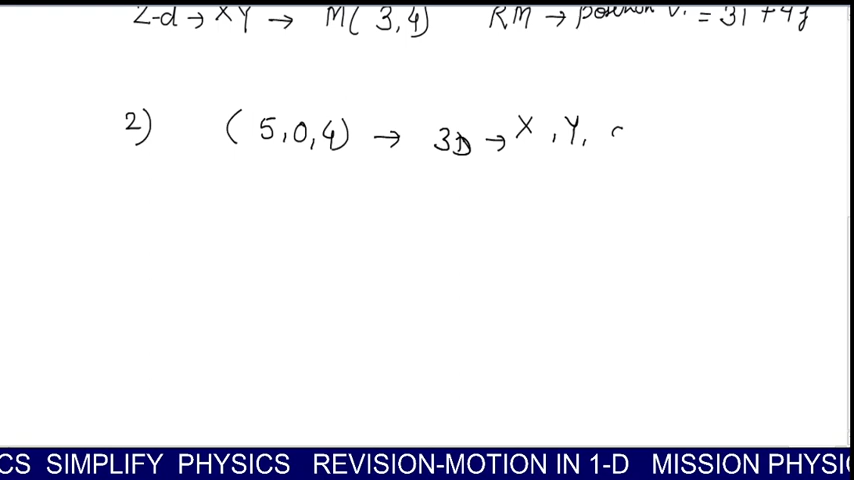 2-d → XY → M( 3,4) RM → position v. = 3i + 4j
2) ( 5,0,4) → 3D → X , Y,
CS SIMPLIFY PHYSICS REVISION-MOTION IN 1-D MISSION PHYSIC